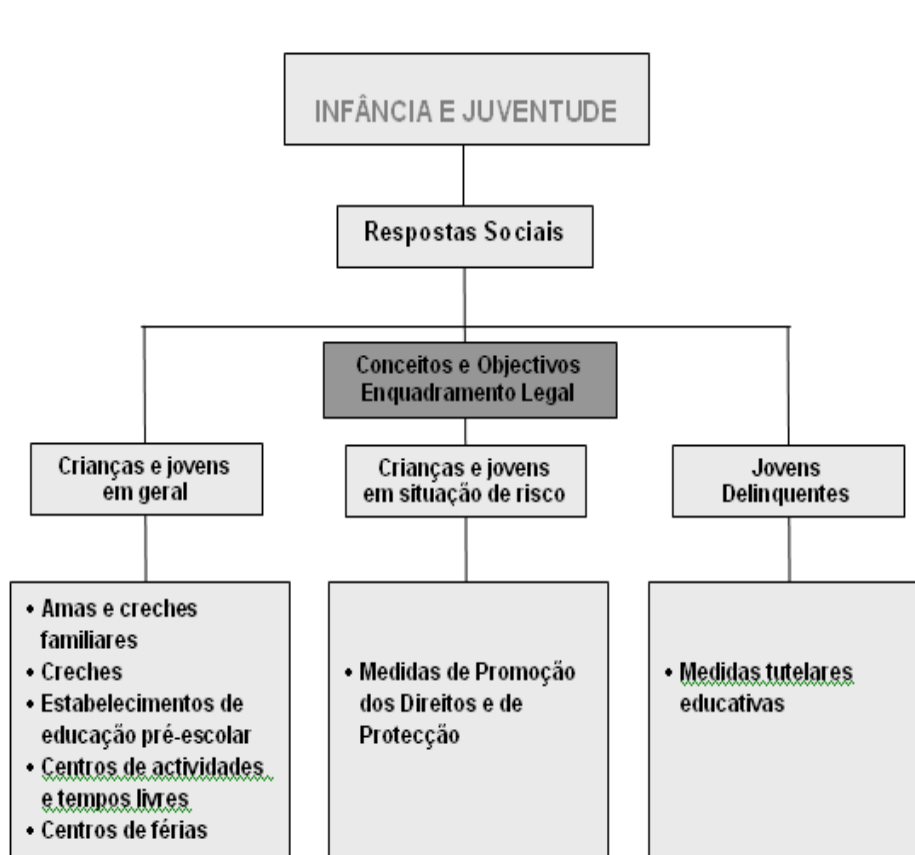 INFÂNCIA E JUVENTUDE
Respostas Sociais
Conceitos e Objectivos
Enquadramento Legal
Crianças e jovens
em geral
Crianças e jovens
em situação de risco
Jovens
Delinquentes
• Amas e creches
familiares
• Creches
• Estabelecimentos de
educação pré-escolar
• Centros de actividades
e tempos livres
• Centros de férias
• Medidas de Promoção
dos Direitos e de
Protecção
• Medidas tutelares
educativas